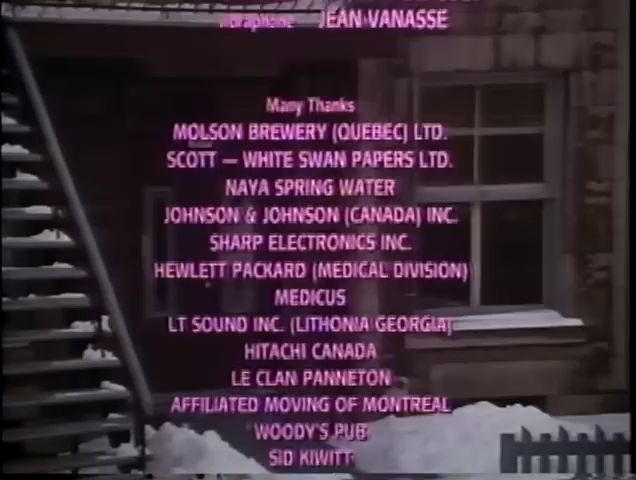 Vibraphone JEAN VANASSE
Many Thanks
MOLSON BREWERY (QUEBEC) LTD.
SCOTT — WHITE SWAN PAPERS LTD.
NAYA SPRING WATER
JOHNSON & JOHNSON (CANADA) INC.
SHARP ELECTRONICS INC.
HEWLETT PACKARD (MEDICAL DIVISION)
MEDICUS
LT SOUND INC. (LITHONIA GEORGIA)
HITACHI CANADA
LE CLAN PANNETON
AFFILIATED MOVING OF MONTREAL
WOODY'S PUB
SID KIWITT